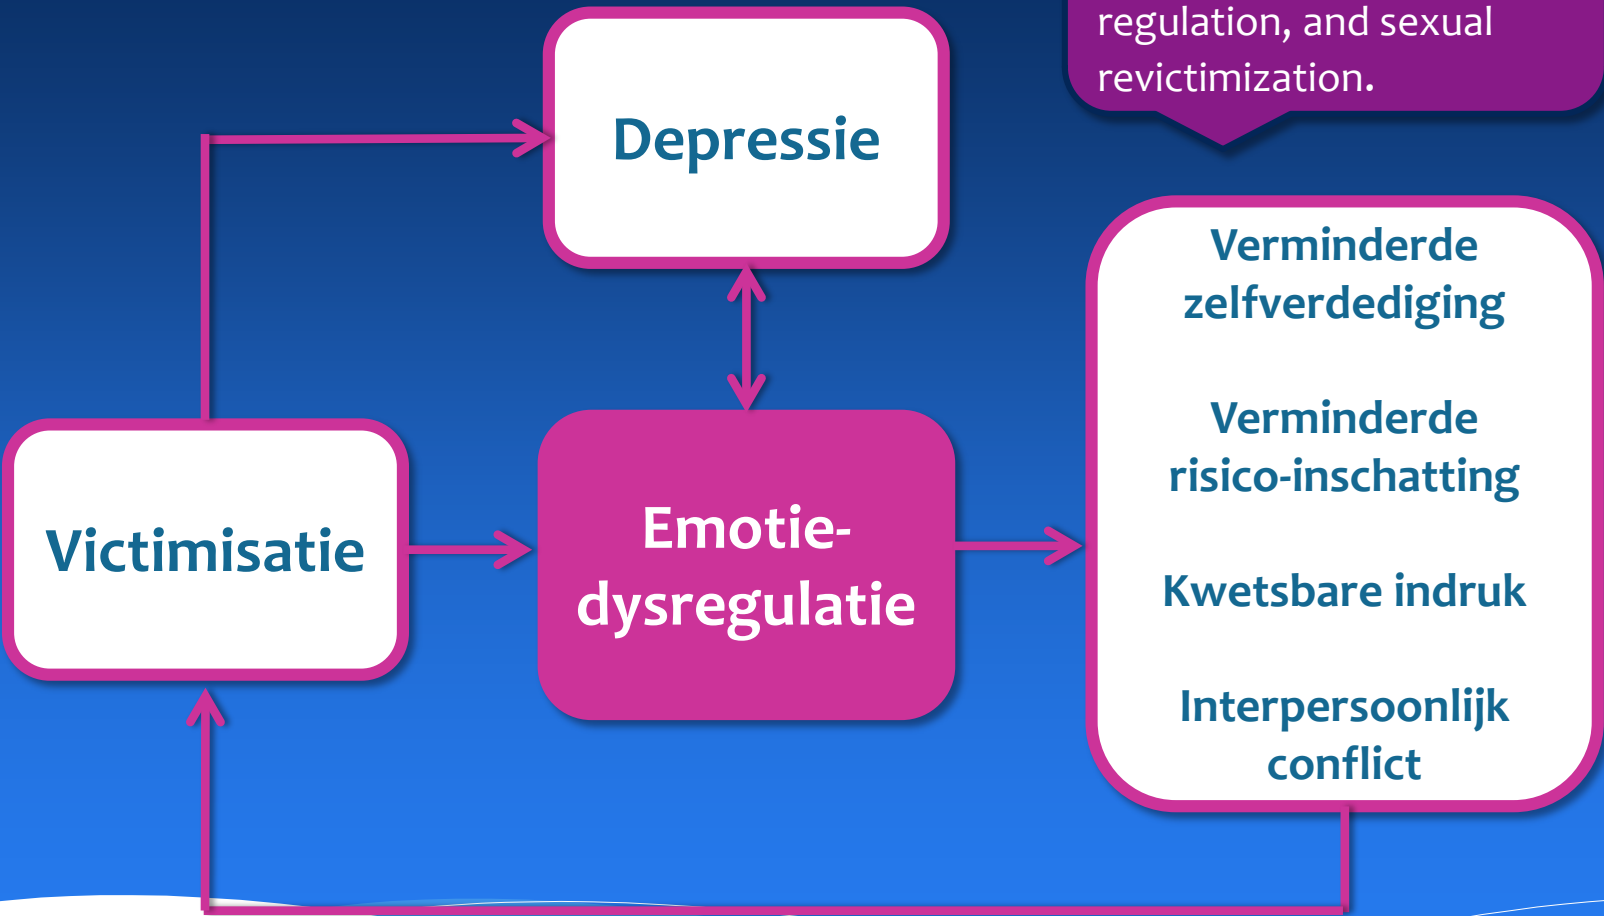 regulation, and sexual
revictimization.
Depressie
Verminderde
zelfverdediging
Verminderde
risico-inschatting
Kwetsbare indruk
Interpersoonlijk
conflict
Victimisatie
Emotie-
dysregulatie